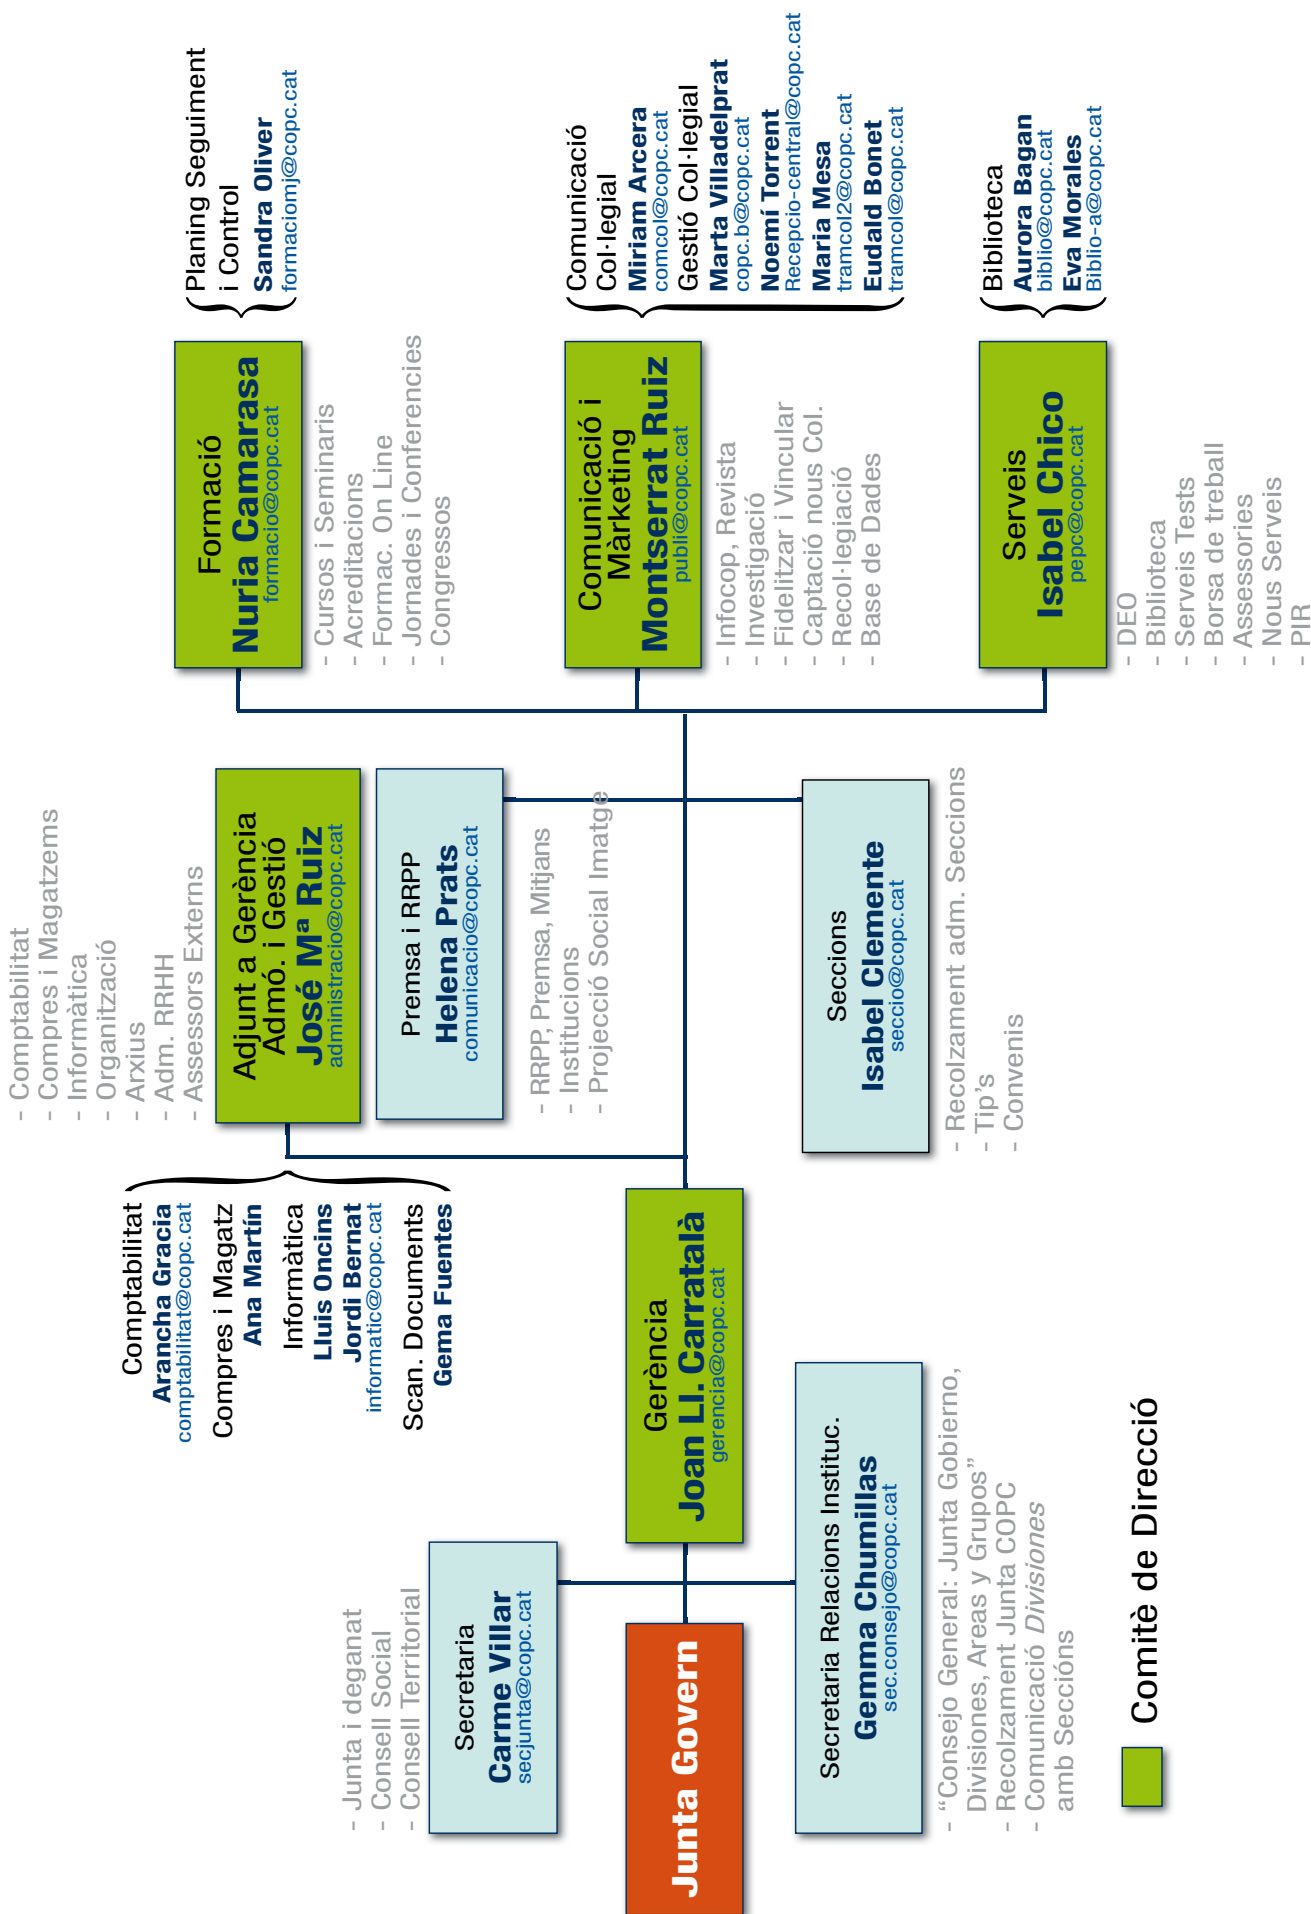 Junta Govern
- Junta i deganat
- Consell Social
- Consell Territorial
Secretaria
Carme Villar
secjunta@copc.cat
Secretaria Relacions Instituc.
Gemma Chumillas
sec.consejo@copc.cat
- “Consejo General: Junta Gobierno,
Divisiones, Areas y Grupos”
- Recolzament Junta COPC
- Comunicació Divisiones
amb Seccións
Gerència
Joan Ll. Carratalà
gerencia@copc.cat
Comptabilitat
Arancha Gracia
comptabilitat@copc.cat
Compres i Magatz
Ana Martín
Informàtica
Lluis Oncins
Jordi Bernat
informatic@copc.cat
Scan. Documents
Gema Fuentes
- Comptabilitat
- Compres i Magatzems
- Informàtica
- Organització
- Arxius
- Adm. RRHH
- Assessors Externs
Adjunt a Gerència
Admó. i Gestió
José Mª Ruiz
administracio@copc.cat
Premsa i RRPP
Helena Prats
comunicacio@copc.cat
- RRPP, Premsa, Mitjans
- Institucions
- Projecció Social Imatge
Seccions
Isabel Clemente
seccio@copc.cat
- Recolzament adm. Seccions
- Tip's
- Convenis
Formació
Nuria Camarasa
formacio@copc.cat
- Cursos i Seminaris
- Acreditacions
- Formac. On Line
- Jornades i Conferencies
- Congressos
Planing Seguiment
i Control
Sandra Oliver
formaciomj@copc.cat
Comunicació i
Màrketing
Montserrat Ruiz
publi@copc.cat
- Infocop, Revista
- Investigació
- Fidelitzar i Vincular
- Captació nous Col.
- Recol·legiació
- Base de Dades
Comunicació
Col·legial
Miriam Arcera
comcol@copc.cat
Gestió Col·legial
Marta Villadelprat
copc.b@copc.cat
Noemí Torrent
Recepcio-central@copc.cat
Maria Mesa
tramcol2@copc.cat
Eudald Bonet
tramcol@copc.cat
Serveis
Isabel Chico
pepc@copc.cat
- DEO
- Biblioteca
- Serveis Tests
- Borsa de treball
- Assessories
- Nous Serveis
- PIR
Biblioteca
Aurora Bagan
biblio@copc.cat
Eva Morales
Biblio-a@copc.cat
Comitè de Direcció